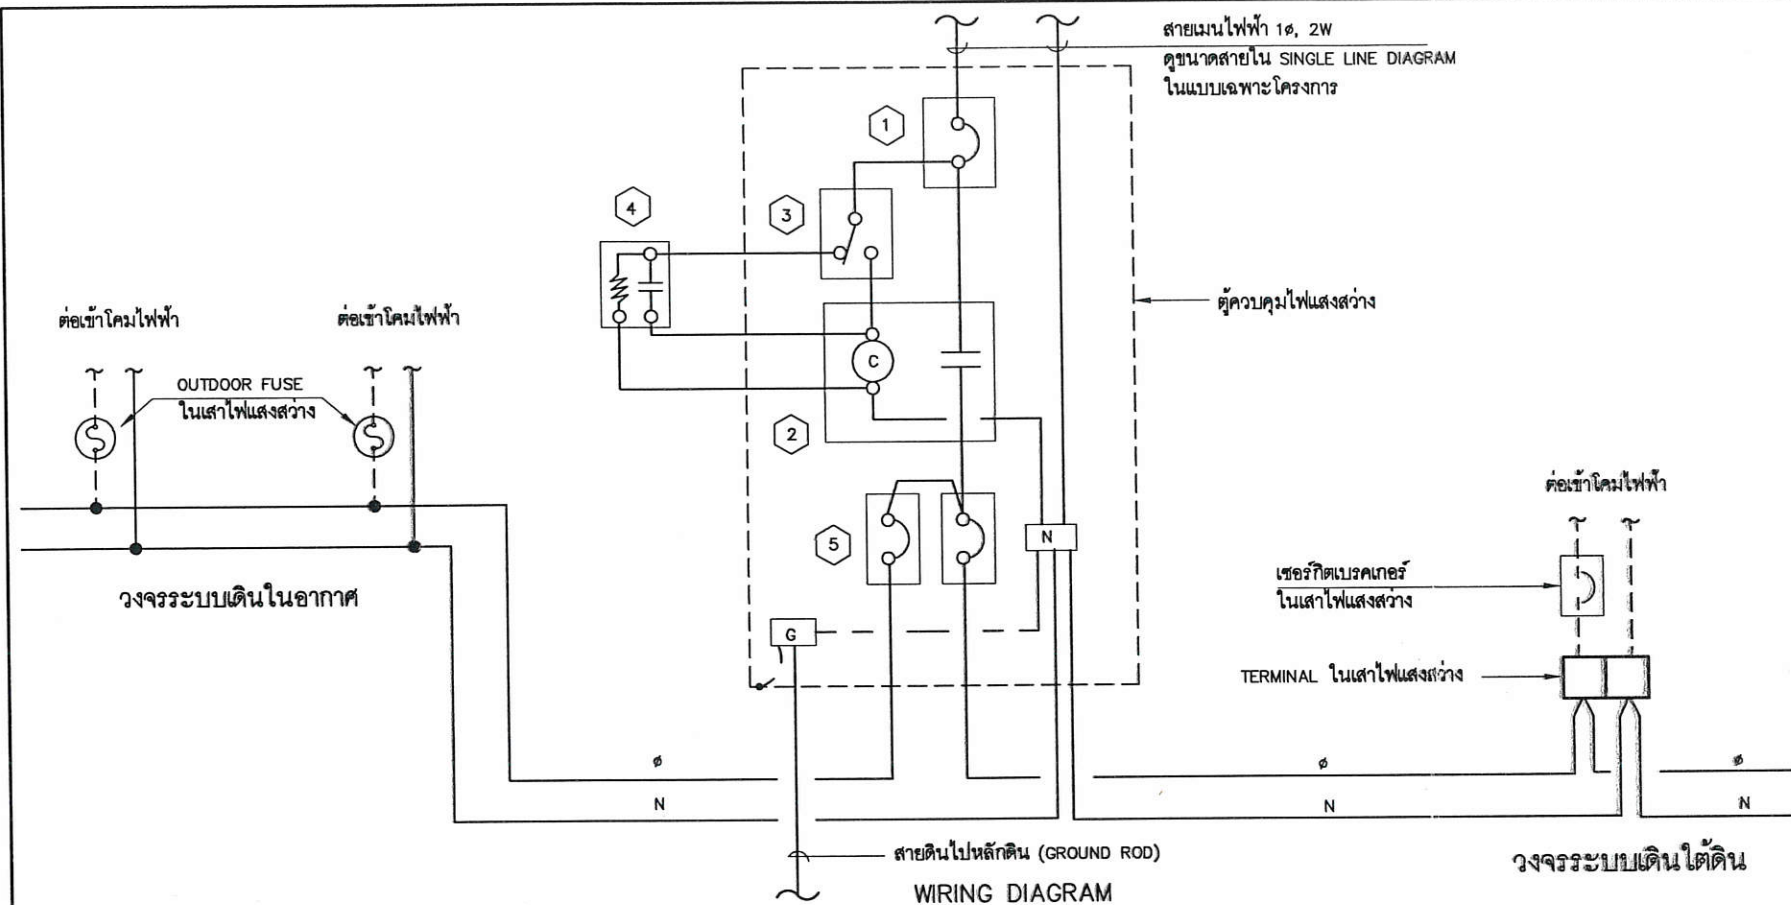 สายเมนไฟฟ้า 1ø, 2W
ดูขนาดสายใน SINGLE LINE DIAGRAM
ในแบบเฉพาะโครงการ
1
4
3
ตู้ควบคุมไฟแสงสว่าง
ต่อเข้าโคมไฟฟ้า
ต่อเข้าโคมไฟฟ้า
OUTDOOR FUSE
ในเสาไฟแสงสว่าง
C
2
ต่อเข้าโคมไฟฟ้า
5
N
เซอร์กิตเบรคเกอร์
ในเสาไฟแสงสว่าง
วงจรระบบเดินในอากาศ
G
TERMINAL ในเสาไฟแสงสว่าง
ø
ø
ø
N
N
N
สายดินไปหลักดิน (GROUND ROD)
วงจรระบบเดินใต้ดิน
WIRING DIAGRAM